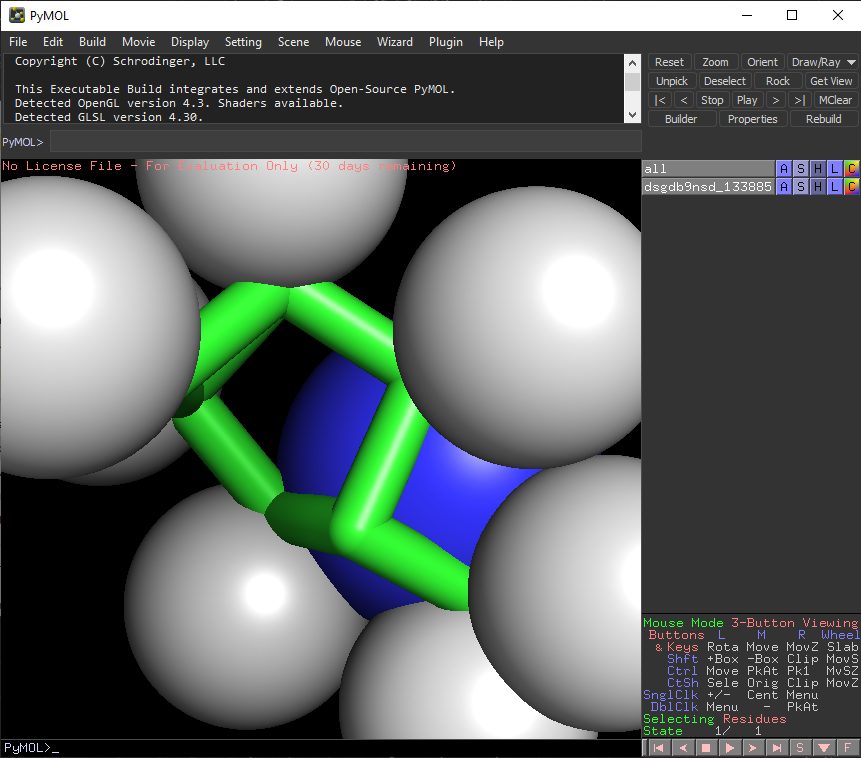 PyMOL
File Edit Build Movie Display Setting Scene Mouse Wizard Plugin Help
Copyright (C) Schrodinger, LLC
This Executable Build integrates and extends Open-Source PyMOL.
Detected OpenGL version 4.3. Shaders available.
Detected GLSL version 4.30.
PyMOL>
Reset Zoom Orient Draw/Ray
Unpick Deselect Rock Get View
|< < Stop Play > >| MClear
Builder Properties Rebuild
No License File - For Evaluation Only (30 days remaining)
all A S H L C
dsgdb9nsd_133885 A S H L C
Mouse Mode 3-Button Viewing
Buttons L M R Wheel
& Keys Rota Move MovZ Slab
Shft +Box -Box Clip MovS
Ctrl Move PkAt Pk1 MvSZ
CtSh Sele Orig Clip MovZ
SnglClk +/- Cent Menu
DblClk Menu - PkAt
Selecting Residues
State 1/ 1
PyMOL>_
S F